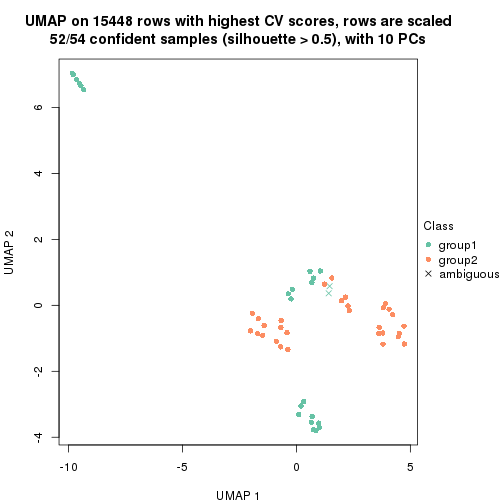 UMAP on 15448 rows with highest CV scores, rows are scaled
52/54 confident samples (silhouette > 0.5), with 10 PCs
6
4
2
0
-2
-4
UMAP 2
-10
-5
0
5
UMAP 1
Class
group1
group2
ambiguous